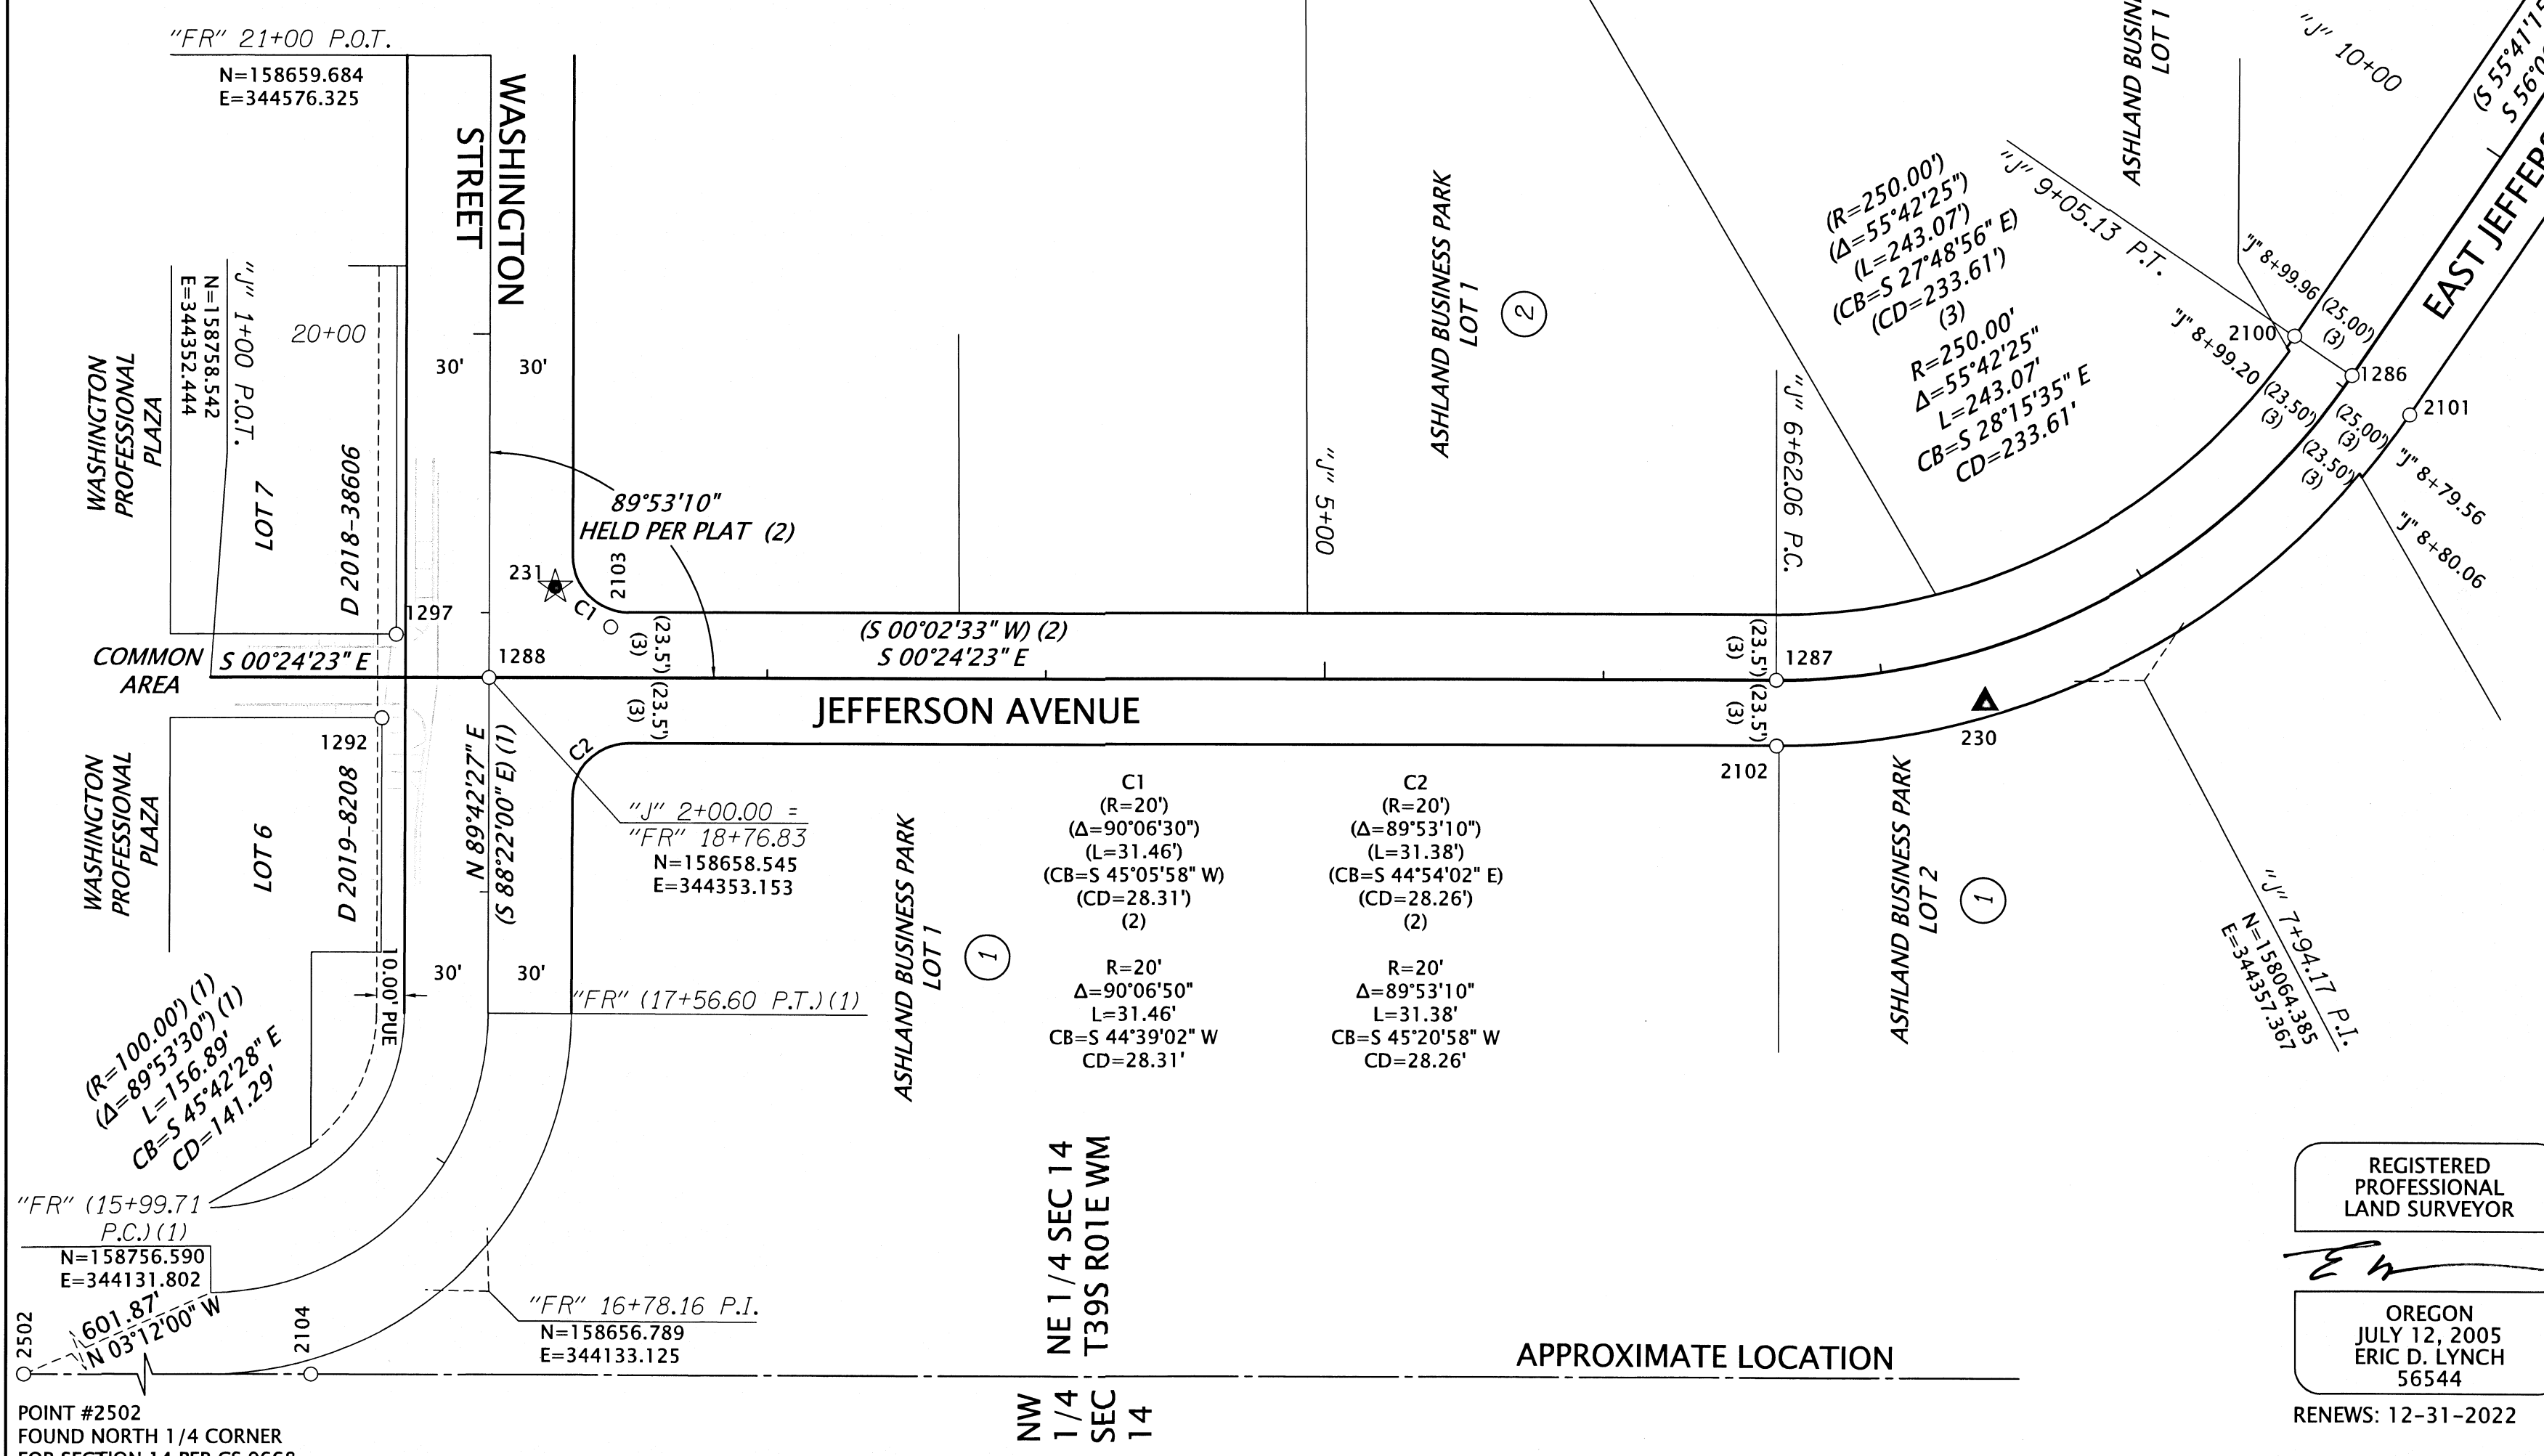 "FR" 21+00 P.O.T.
N=158659.684
E=344576.325
WASHINGTON
STREET
"J" 1+00 P.O.T.
N=158758.542
E=344352.444
20+00
30'
30'
WASHINGTON
PROFESSIONAL
PLAZA
LOT 7
D 2018-38606
1297
COMMON
AREA
S 00°24'23" E
1288
89°53'10"
HELD PER PLAT (2)
231
C1
2103
(23.5')
(3)
(23.5')
(3)
(S 00°02'33" W) (2)
S 00°24'23" E
JEFFERSON AVENUE
ASHLAND BUSINESS PARK
LOT 1
2
"J" 5+00
"J" 6+62.06 P.C.
(23.5')
(3)
(23.5')
(3)
1287
2102
230
(R=250.00')
(Δ=55°42'25")
(L=243.07')
(CB=S 27°48'56" E)
(CD=233.61')
(3)
R=250.00'
Δ=55°42'25"
L=243.07'
CB=S 28°15'35" E
CD=233.61'
"J" 9+05.13 P.T.
ASHLAND BUSIN
LOT 1
"J" 10+00
(S 55°41'15
S 56°0
EAST JEFFERS
"J" 8+99.96
(25.00')
(3)
2100
"J" 8+99.20
(23.50')
(3)
1286
(25.00')
(3)
(23.50')
(3)
2101
"J" 8+79.56
"J" 8+80.06
1292
WASHINGTON
PROFESSIONAL
PLAZA
LOT 6
D 2019-8208
N 89°42'27" E
(S 88°22'00" E) (1)
C2
"J" 2+00.00 =
"FR" 18+76.83
N=158658.545
E=344353.153
30'
30'
10.00' PUE
"FR" (17+56.60 P.T.)(1)
ASHLAND BUSINESS PARK
LOT 1
1
C1
(R=20')
(Δ=90°06'30")
(L=31.46')
(CB=S 45°05'58" W)
(CD=28.31')
(2)
R=20'
Δ=90°06'50"
L=31.46'
CB=S 44°39'02" W
CD=28.31'
C2
(R=20')
(Δ=89°53'10")
(L=31.38')
(CB=S 44°54'02" E)
(CD=28.26')
(2)
R=20'
Δ=89°53'10"
L=31.38'
CB=S 45°20'58" W
CD=28.26'
ASHLAND BUSINESS PARK
LOT 2
1
"J" 7+94.17 P.I.
N=158064.385
E=344357.367
(R=100.00') (1)
(Δ=89°53'30") (1)
L=156.89'
CB=S 45°42'28" E
CD=141.29'
"FR" (15+99.71
P.C.)(1)
N=158756.590
E=344131.802
601.87'
N 03°12'00" W
2502
2104
"FR" 16+78.16 P.I.
N=158656.789
E=344133.125
NE 1/4 SEC 14
T39S R01E WM
NW
1/4
SEC
14
APPROXIMATE LOCATION
REGISTERED
PROFESSIONAL
LAND SURVEYOR
OREGON
JULY 12, 2005
ERIC D. LYNCH
56544
RENEWS: 12-31-2022
POINT #2502
FOUND NORTH 1/4 CORNER
FOR SECTION 14 PER CS 9668